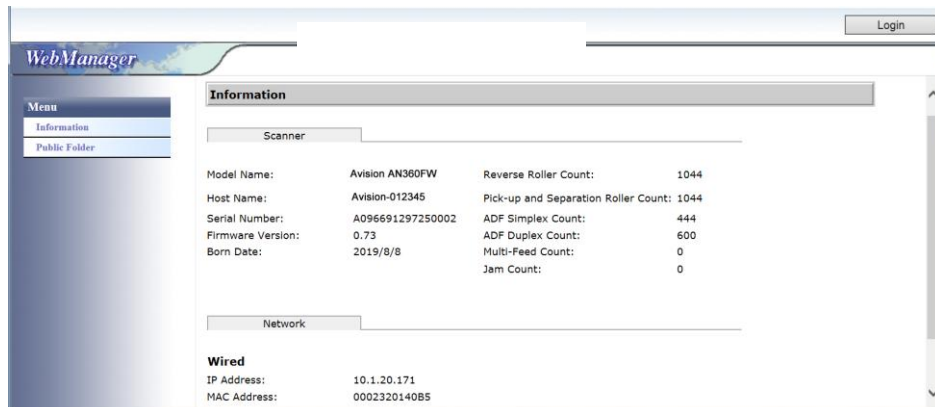 Login
WebManager
Menu
Information
Public Folder
Information
Scanner
Model Name: Avision AN360FW Reverse Roller Count: 1044
Host Name: Avision-012345 Pick-up and Separation Roller Count: 1044
Serial Number: A096691297250002 ADF Simplex Count: 444
Firmware Version: 0.73 ADF Duplex Count: 600
Born Date: 2019/8/8 Multi-Feed Count: 0
Jam Count: 0
Network
Wired
IP Address: 10.1.20.171
MAC Address: 0002320140B5